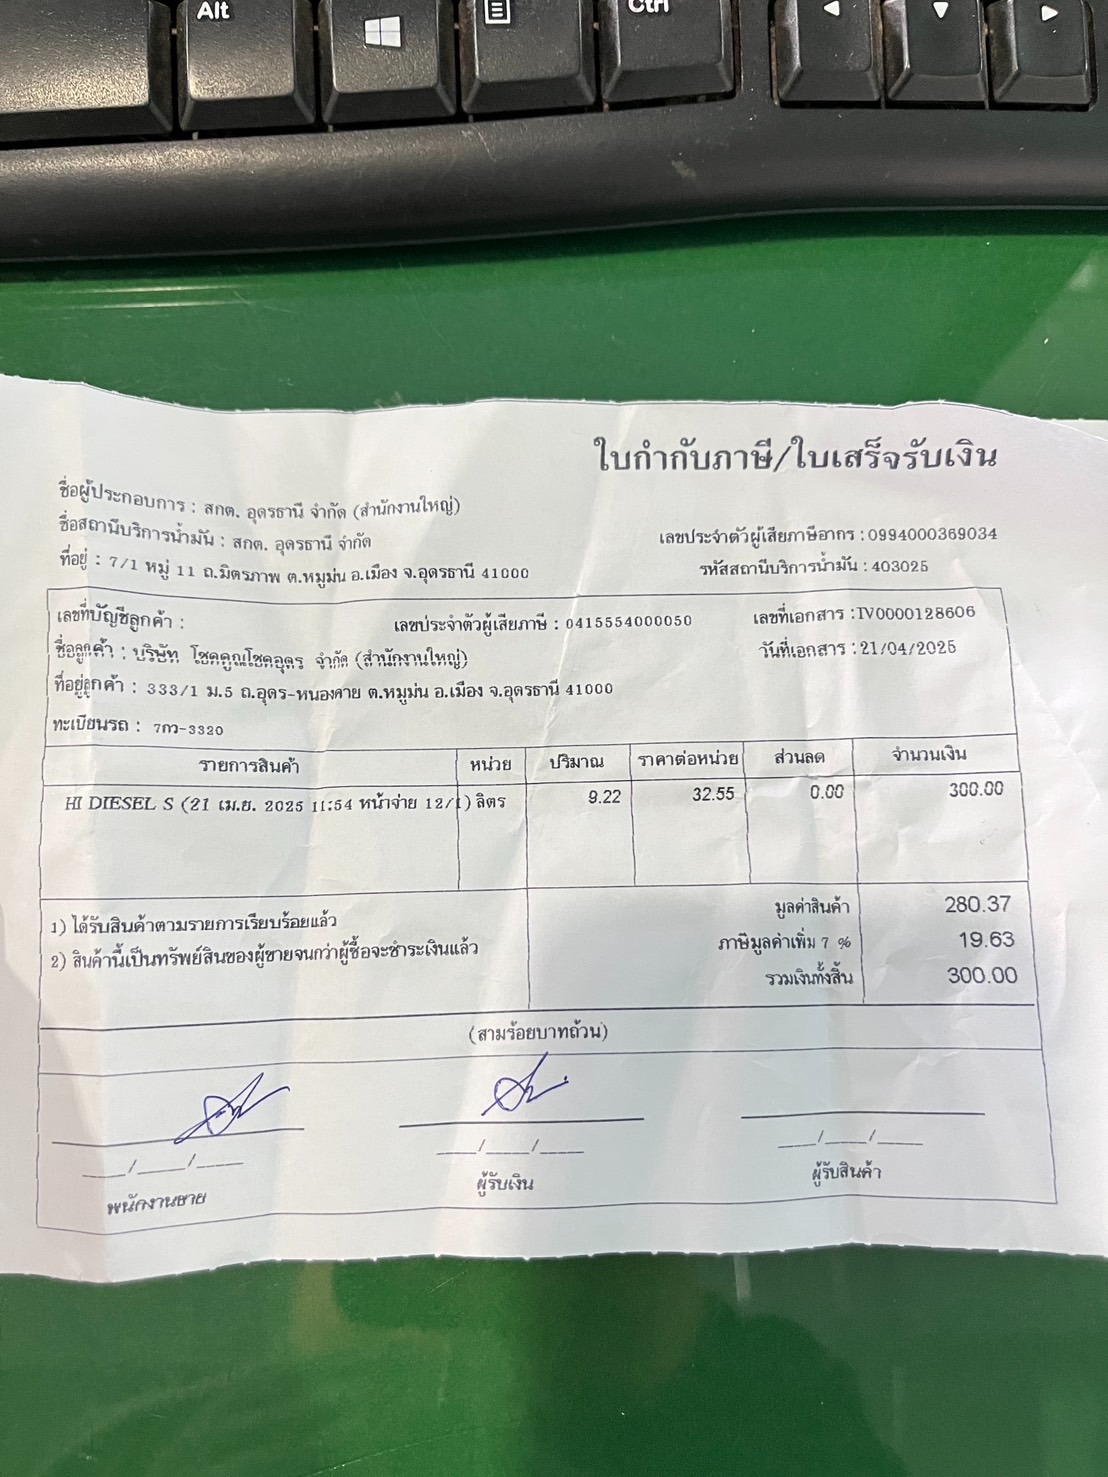 Alt
Ctrl
ใบกำกับภาษี/ใบเสร็จรับเงิน
ชื่อผู้ประกอบการ : สกต. อุดรธานี จำกัด (สำนักงานใหญ่)
ชื่อสถานีบริการน้ำมัน : สกต. อุดรธานี จำกัด
เลขประจำตัวผู้เสียภาษีอากร : 0994000369034
ที่อยู่ : 7/1 หมู่ 11 ถ.มิตรภาพ ต.หมูม่น อ.เมือง จ.อุดรธานี 41000
รหัสสถานีบริการน้ำมัน : 403025
เลขที่บัญชีลูกค้า : เลขประจำตัวผู้เสียภาษี : 0415554000050 เลขที่เอกสาร : IV0000128606
ชื่อลูกค้า : บริษัท โชคคูณโชคอุดร จำกัด (สำนักงานใหญ่) วันที่เอกสาร : 21/04/2025
ที่อยู่ลูกค้า : 333/1 ม.5 ถ.อุดร-หนองคาย ต.หมูม่น อ.เมือง จ.อุดรธานี 41000
ทะเบียนรถ : 7กว-3320
รายการสินค้า หน่วย ปริมาณ ราคาต่อหน่วย ส่วนลด จำนวนเงิน
HI DIESEL S (21 เม.ย. 2025 11:54 หน้าจ่าย 12/1) ลิตร 9.22 32.55 0.00 300.00
1) ได้รับสินค้าตามรายการเรียบร้อยแล้ว
2) สินค้านี้เป็นทรัพย์สินของผู้ขายจนกว่าผู้ซื้อจะชำระเงินแล้ว
มูลค่าสินค้า 280.37
ภาษีมูลค่าเพิ่ม 7 % 19.63
รวมเงินทั้งสิ้น 300.00
(สามร้อยบาทถ้วน)
___/___/___ ___/___/___ ___/___/___
พนักงานขาย ผู้รับเงิน ผู้รับสินค้า